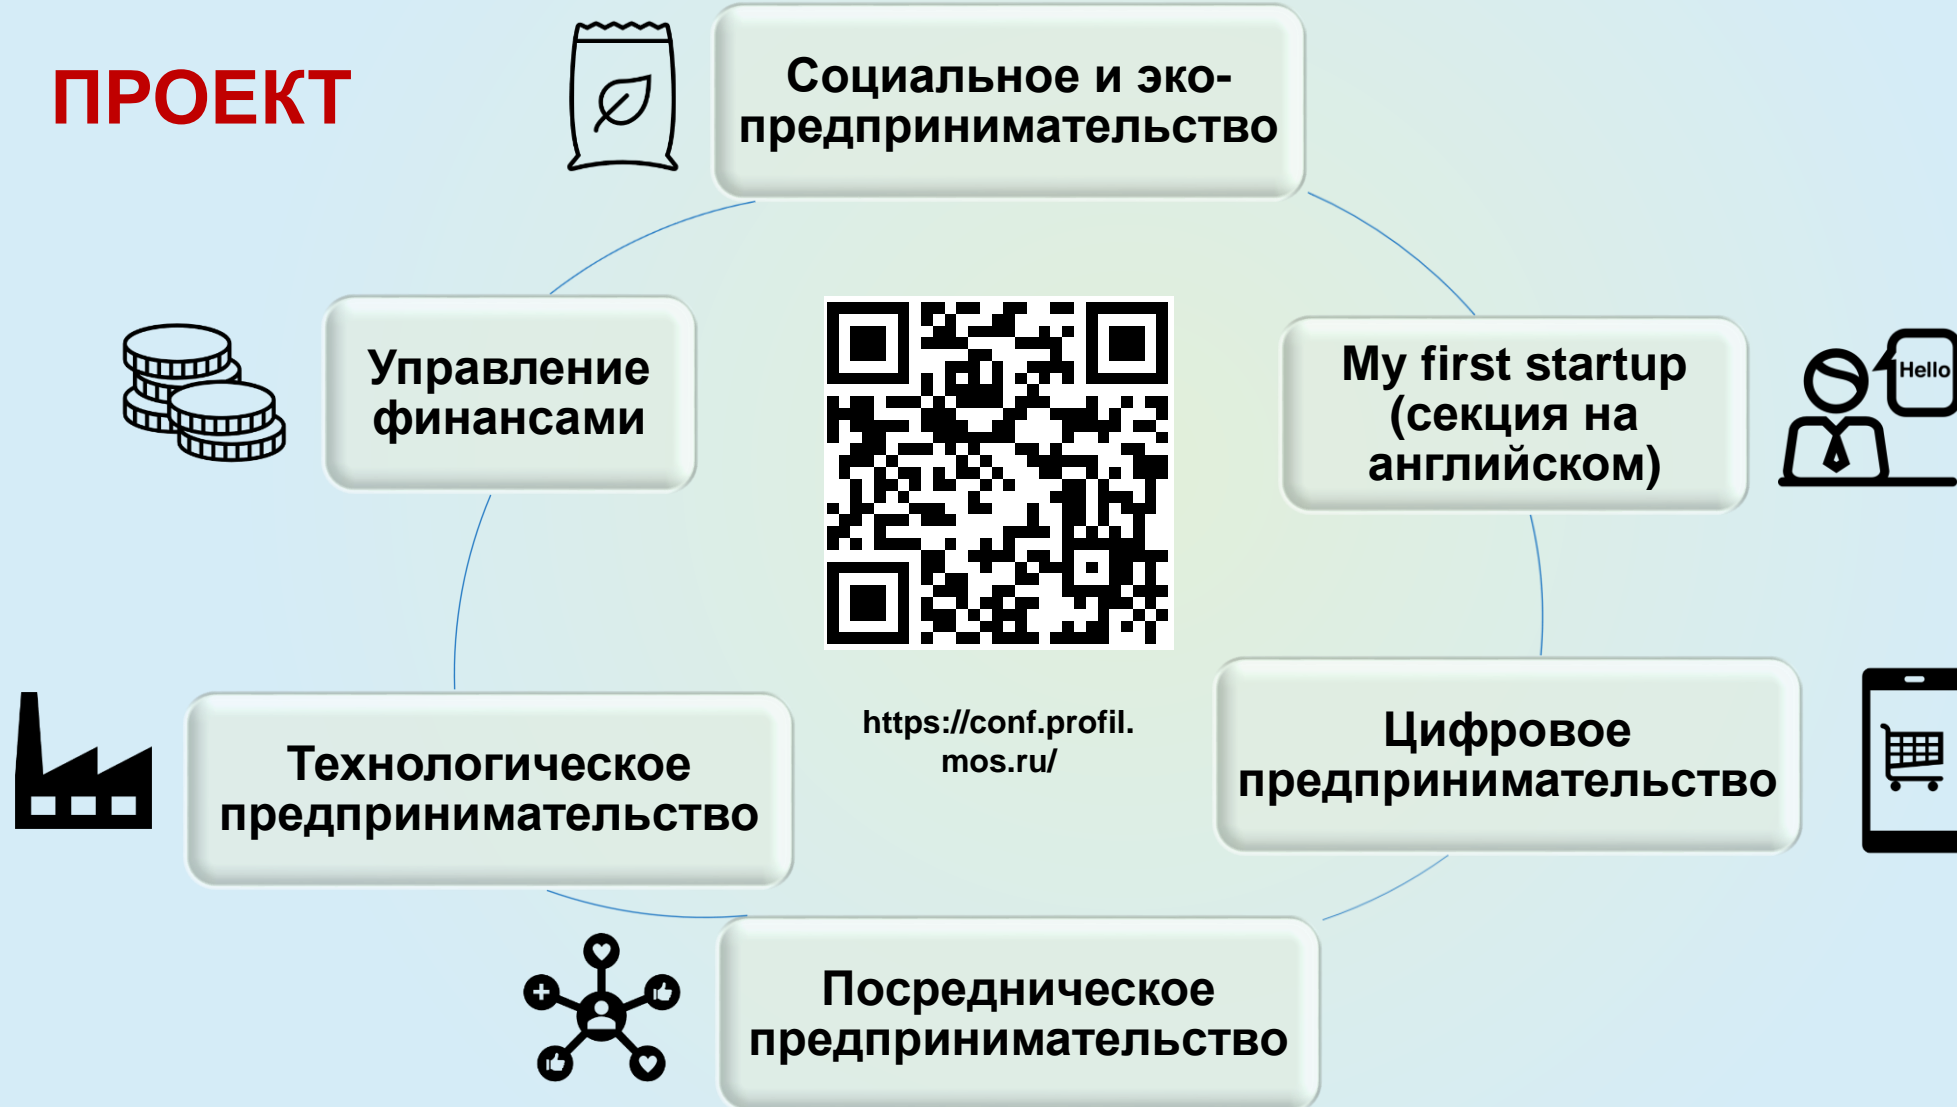 ПРОЕКТ
Социальное и эко-
предпринимательство
Управление
финансами
My first startup
(секция на
английском)
Hello
https://conf.profil.
mos.ru/
Технологическое
предпринимательство
Цифровое
предпринимательство
Посредническое
предпринимательство